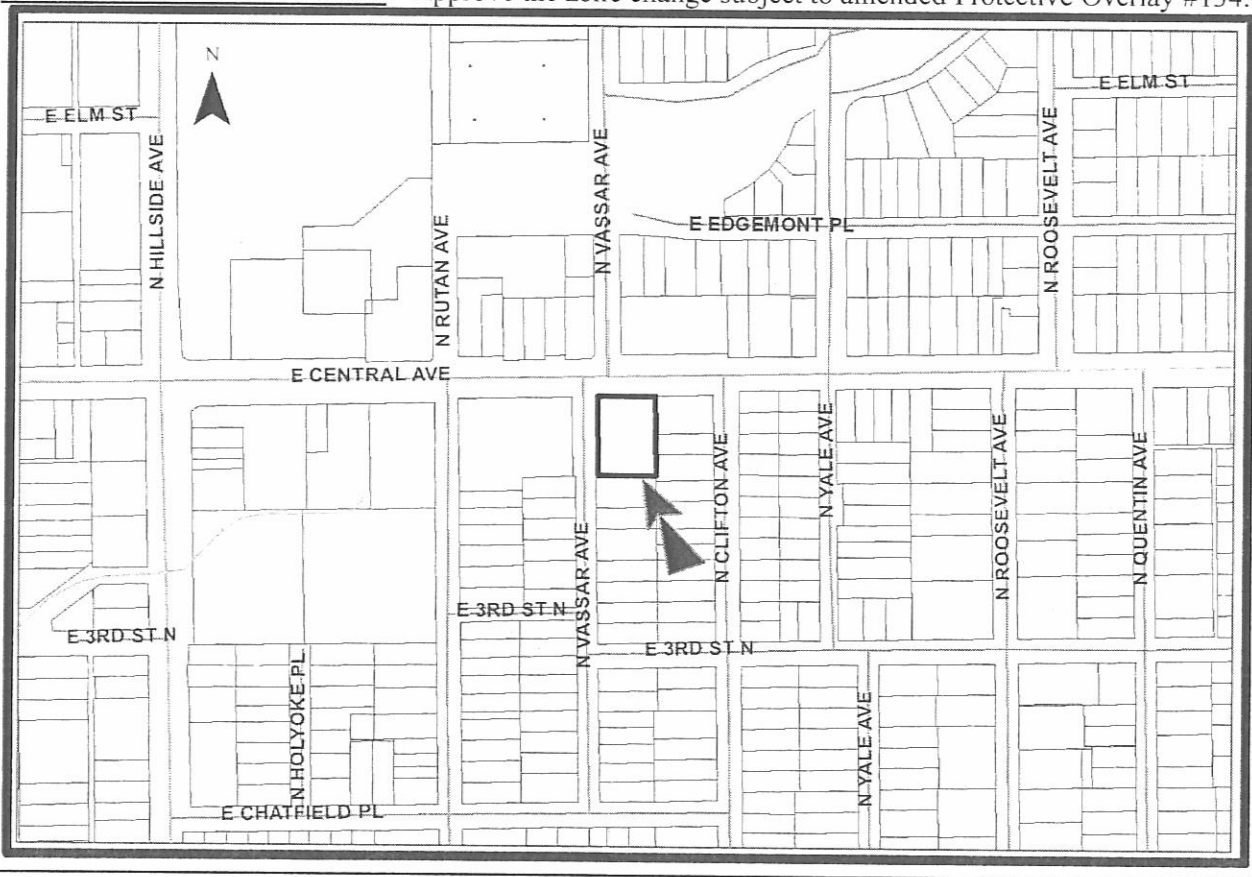 approve the zone change subject to amended Protective Overlay #134.
N
E ELM ST
E ELM ST
N HILLSIDE AVE
N VASSAR AVE
N ROOSEVELT AVE
N RUTAN AVE
E EDGEMONT PL
E CENTRAL AVE
N YALE AVE
N CLIFTON AVE
N ROOSEVELT AVE
N QUENTIN AVE
N VASSAR AVE
E 3RD ST N
E 3RD ST N
E 3RD ST N
N HOLYOKE PL
N YALE AVE
E CHATFIELD PL